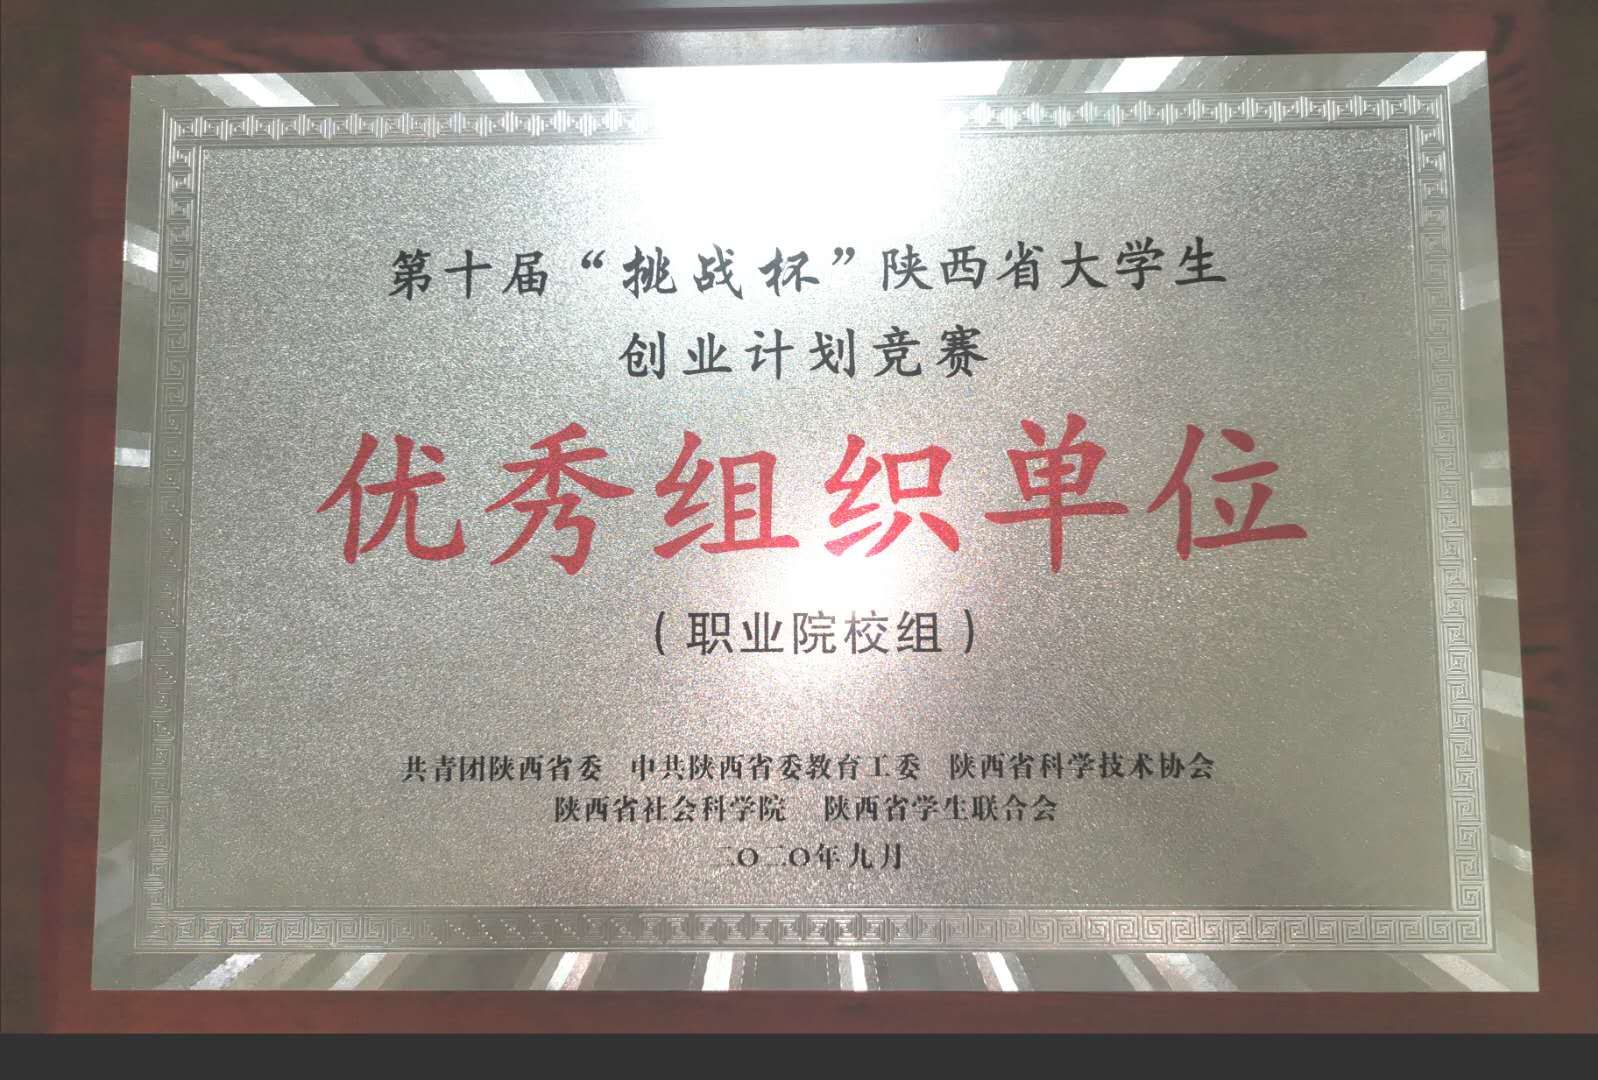 第十届“挑战杯”陕西省大学生
创业计划竞赛
优秀组织单位
（职业院校组）
共青团陕西省委 中共陕西省委教育工委 陕西省科学技术协会
陕西省社会科学院 陕西省学生联合会
二〇二〇年九月